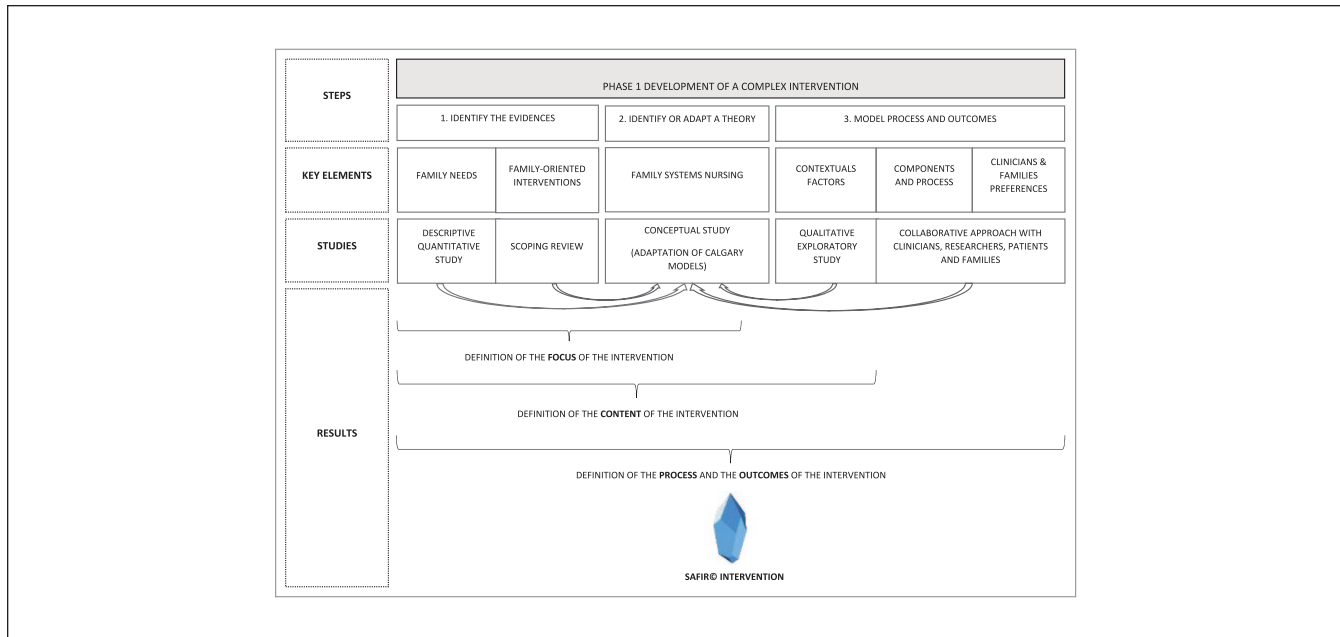 STEPS
PHASE 1 DEVELOPMENT OF A COMPLEX INTERVENTION
1. IDENTIFY THE EVIDENCES
2. IDENTIFY OR ADAPT A THEORY
3. MODEL PROCESS AND OUTCOMES
KEY ELEMENTS
FAMILY NEEDS
FAMILY-ORIENTED
INTERVENTIONS
FAMILY SYSTEMS NURSING
CONTEXTUALS
FACTORS
COMPONENTS
AND PROCESS
CLINICIANS &
FAMILIES
PREFERENCES
STUDIES
DESCRIPTIVE
QUANTITATIVE
STUDY
SCOPING REVIEW
CONCEPTUAL STUDY
(ADAPTATION OF CALGARY
MODELS)
QUALITATIVE
EXPLORATORY
STUDY
COLLABORATIVE APPROACH WITH
CLINICIANS, RESEARCHERS, PATIENTS
AND FAMILIES
RESULTS
DEFINITION OF THE FOCUS OF THE INTERVENTION
DEFINITION OF THE CONTENT OF THE INTERVENTION
DEFINITION OF THE PROCESS AND THE OUTCOMES OF THE INTERVENTION
SAFIR© INTERVENTION